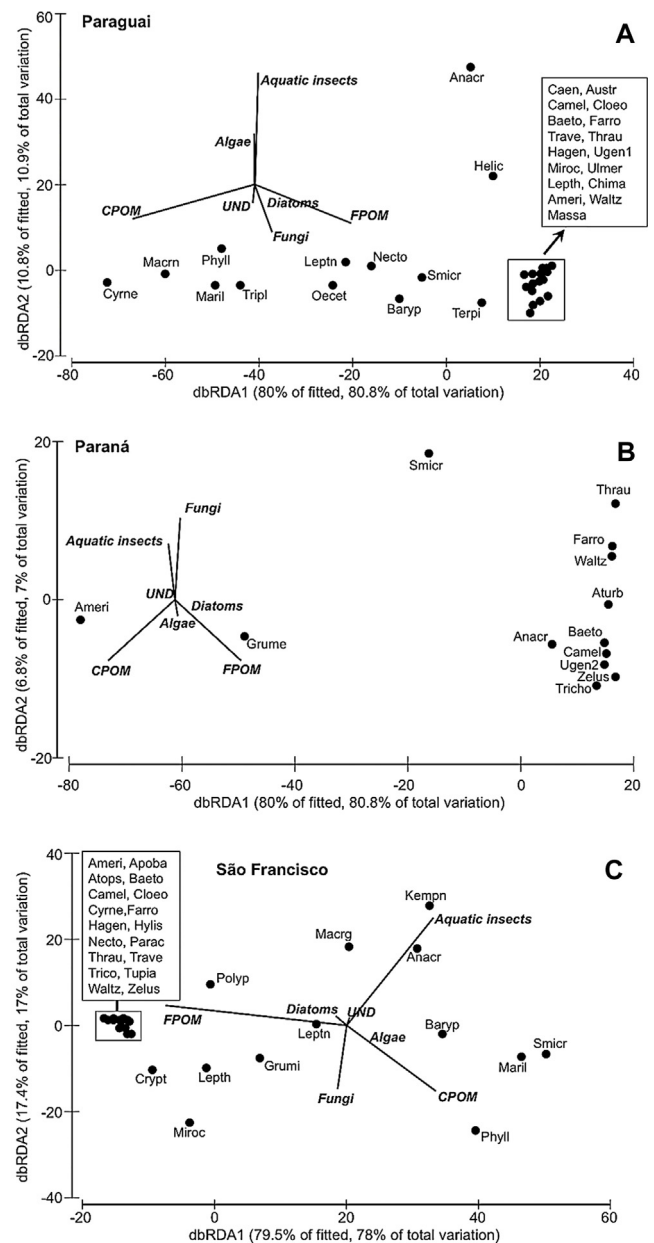 Paraguai
A
60
40
20
0
-20
dbRDA2 (10.8% of fitted, 10.9% of total variation)
Aquatic insects
Algae
CPOM
UND
Diatoms
FPOM
Fungi
Anacr
Helic
Caen, Austr
Camel, Cloeo
Baeto, Farro
Trave, Thrau
Hagen, Ugen1
Miroc, Ulmer
Lepth, Chima
Ameri, Waltz
Massa
Cyrne
Macrn
Phyll
Maril
Tripl
Leptn
Oecet
Necto
Baryp
Smicr
Terpi
-80
-60
-40
-20
0
20
40
dbRDA1 (80% of fitted, 80.8% of total variation)
Paraná
B
20
0
-20
dbRDA2 (6.8% of fitted, 7% of total variation)
Smicr
Thrau
Fungi
Aquatic insects
Farro
Waltz
UND
Diatoms
Algae
Ameri
Aturb
CPOM
FPOM
Grume
Anacr
Baeto
Camel
Ugen2
Zelus
Tricho
-80
-60
-40
-20
0
20
dbRDA1 (80% of fitted, 80.8% of total variation)
São Francisco
C
40
20
0
-20
-40
dbRDA2 (17.4% of fitted, 17% of total variation)
Ameri, Apoba
Atops, Baeto
Camel, Cloeo
Cyrne,Farro
Hagen, Hylis
Necto, Parac
Thrau, Trave
Trico, Tupia
Waltz, Zelus
Kempn
Aquatic insects
Macrg
Anacr
Polyp
FPOM
Diatoms
UND
Leptn
Algae
Baryp
Crypt
Lepth
Grumi
Maril
Smicr
Fungi
CPOM
Miroc
Phyll
-20
0
20
40
60
dbRDA1 (79.5% of fitted, 78% of total variation)